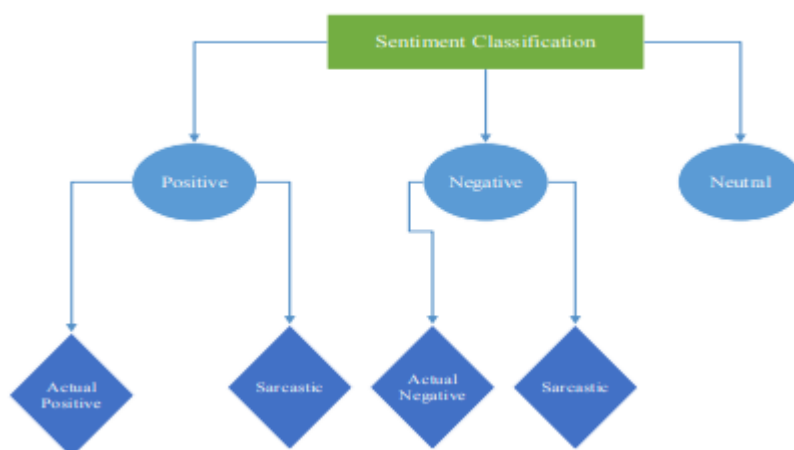 Sentiment Classification
Positive
Negative
Neutral
Actual
Positive
Sarcastic
Actual
Negative
Sarcastic